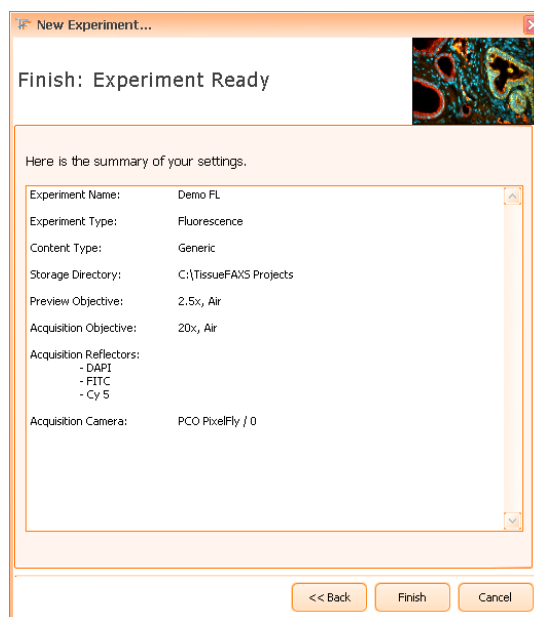 New Experiment...
Finish: Experiment Ready
Here is the summary of your settings.
Experiment Name: Demo FL
Experiment Type: Fluorescence
Content Type: Generic
Storage Directory: C:\TissueFAXS Projects
Preview Objective: 2.5x, Air
Acquisition Objective: 20x, Air
Acquisition Reflectors:
- DAPI
- FITC
- Cy 5
Acquisition Camera: PCO PixelFly / 0
<< Back Finish Cancel